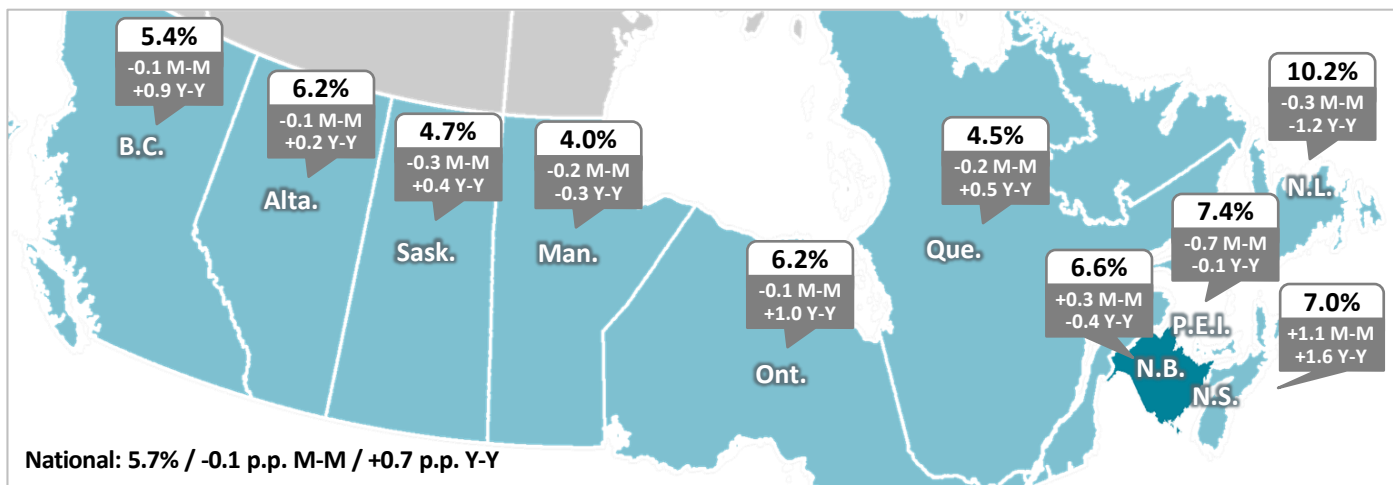 5.4%
-0.1 M-M
+0.9 Y-Y
B.C.
6.2%
-0.1 M-M
+0.2 Y-Y
Alta.
4.7%
-0.3 M-M
+0.4 Y-Y
Sask.
4.0%
-0.2 M-M
-0.3 Y-Y
Man.
6.2%
-0.1 M-M
+1.0 Y-Y
Ont.
4.5%
-0.2 M-M
+0.5 Y-Y
Que.
6.6%
+0.3 M-M
-0.4 Y-Y
N.B.
7.4%
-0.7 M-M
-0.1 Y-Y
P.E.I.
7.0%
+1.1 M-M
+1.6 Y-Y
N.S.
10.2%
-0.3 M-M
-1.2 Y-Y
N.L.
National: 5.7% / -0.1 p.p. M-M / +0.7 p.p. Y-Y